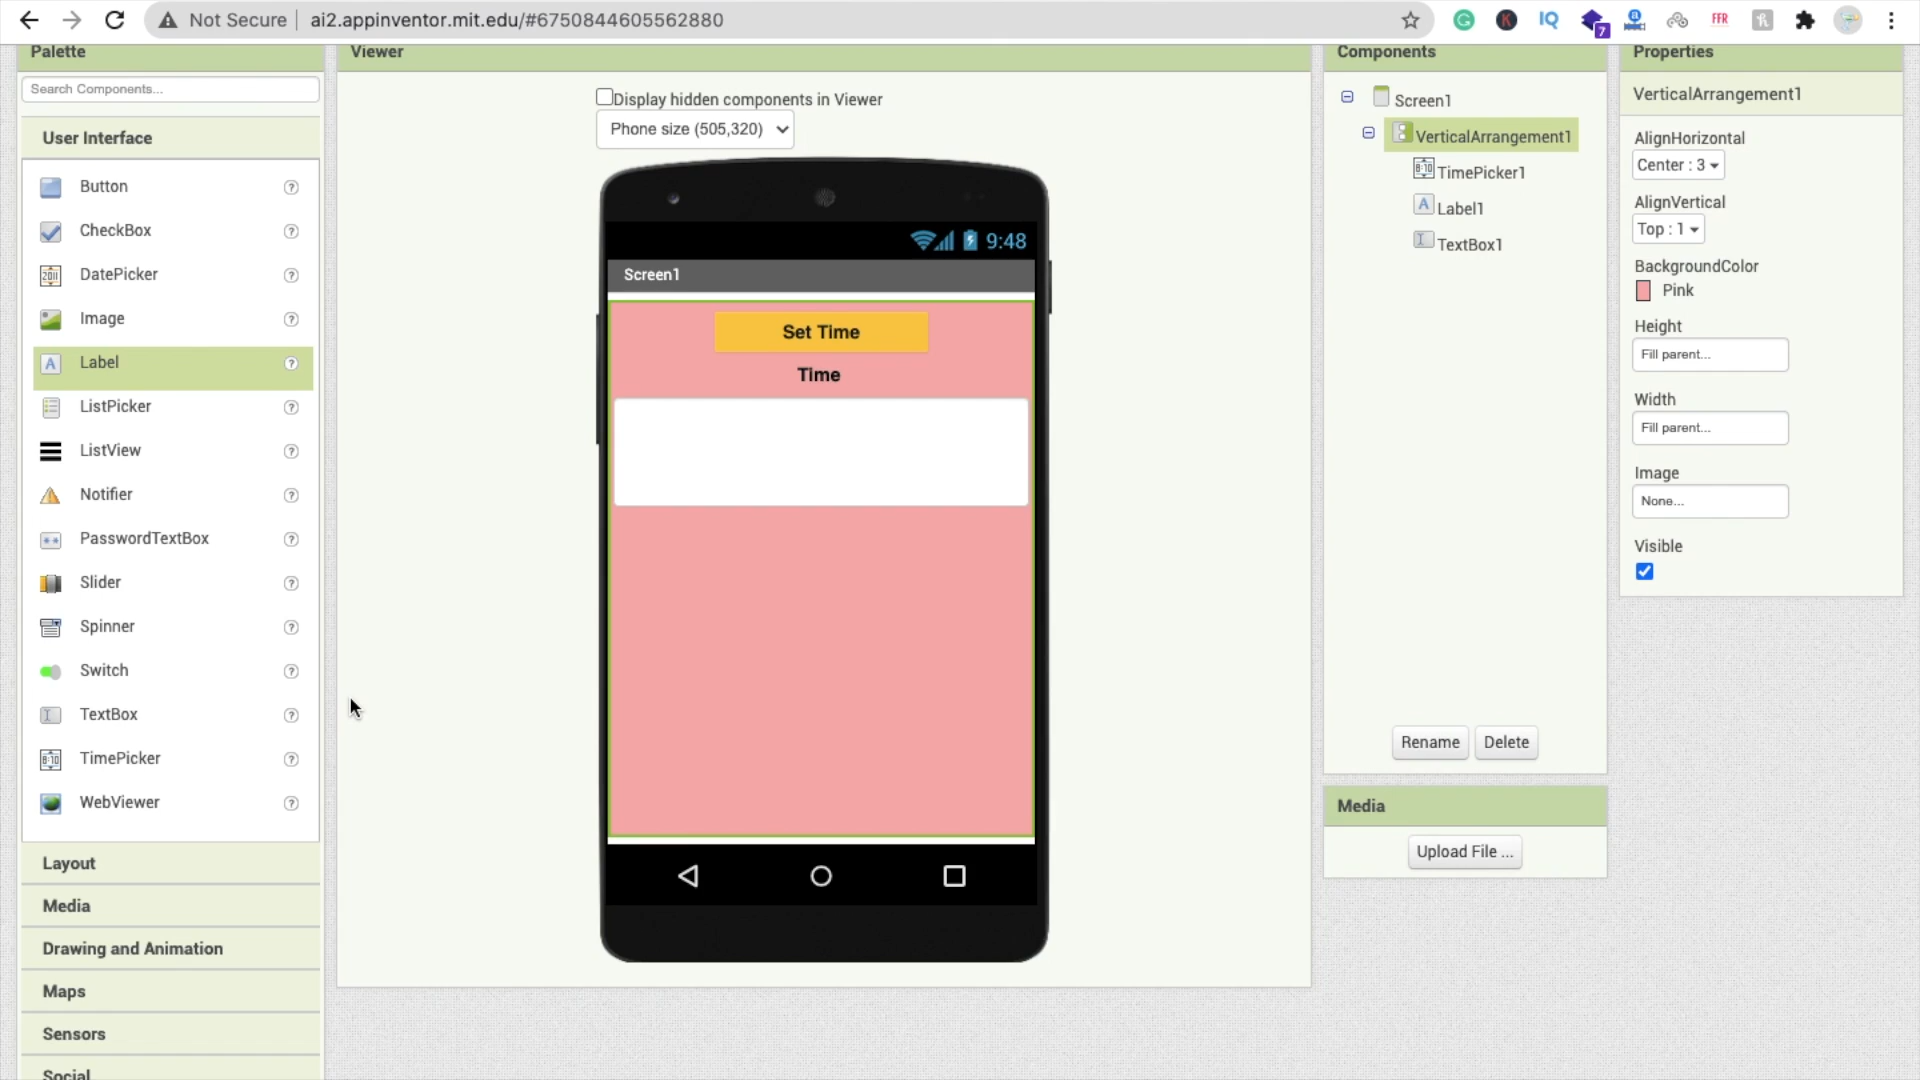 Not Secure
ai2.appinventor.mit.edu/#6750844605562880
IQ
7
FFR
Palette
Search Components...
User Interface
Button
CheckBox
DatePicker
Image
Label
ListPicker
ListView
Notifier
PasswordTextBox
Slider
Spinner
Switch
TextBox
TimePicker
WebViewer
Layout
Media
Drawing and Animation
Maps
Sensors
Social
Viewer
Display hidden components in Viewer
Phone size (505,320)
9:48
Screen1
Set Time
Time
Components
Screen1
VerticalArrangement1
TimePicker1
Label1
TextBox1
Rename
Delete
Media
Upload File ...
Properties
VerticalArrangement1
AlignHorizontal
Center : 3
AlignVertical
Top : 1
BackgroundColor
Pink
Height
Fill parent...
Width
Fill parent...
Image
None...
Visible